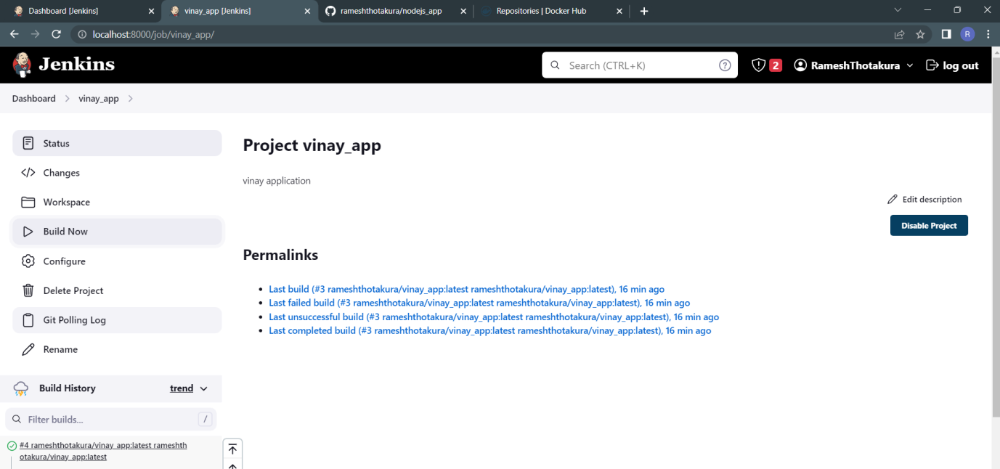 Dashboard [Jenkins]
vinay_app [Jenkins]
rameshthotakura/nodejs_app
Repositories | Docker Hub
localhost:8000/job/vinay_app/
R
Jenkins
Search (CTRL+K)
2
RameshThotakura
log out
Dashboard
vinay_app
Status
Changes
Workspace
Build Now
Configure
Delete Project
Git Polling Log
Rename
Build History
trend
Filter builds...
/
#4 rameshthotakura/vinay_app:latest rameshth
otakura/vinay_app:latest
Project vinay_app
vinay application
Edit description
Disable Project
Permalinks
Last build (#3 rameshthotakura/vinay_app:latest rameshthotakura/vinay_app:latest), 16 min ago
Last failed build (#3 rameshthotakura/vinay_app:latest rameshthotakura/vinay_app:latest), 16 min ago
Last unsuccessful build (#3 rameshthotakura/vinay_app:latest rameshthotakura/vinay_app:latest), 16 min ago
Last completed build (#3 rameshthotakura/vinay_app:latest rameshthotakura/vinay_app:latest), 16 min ago